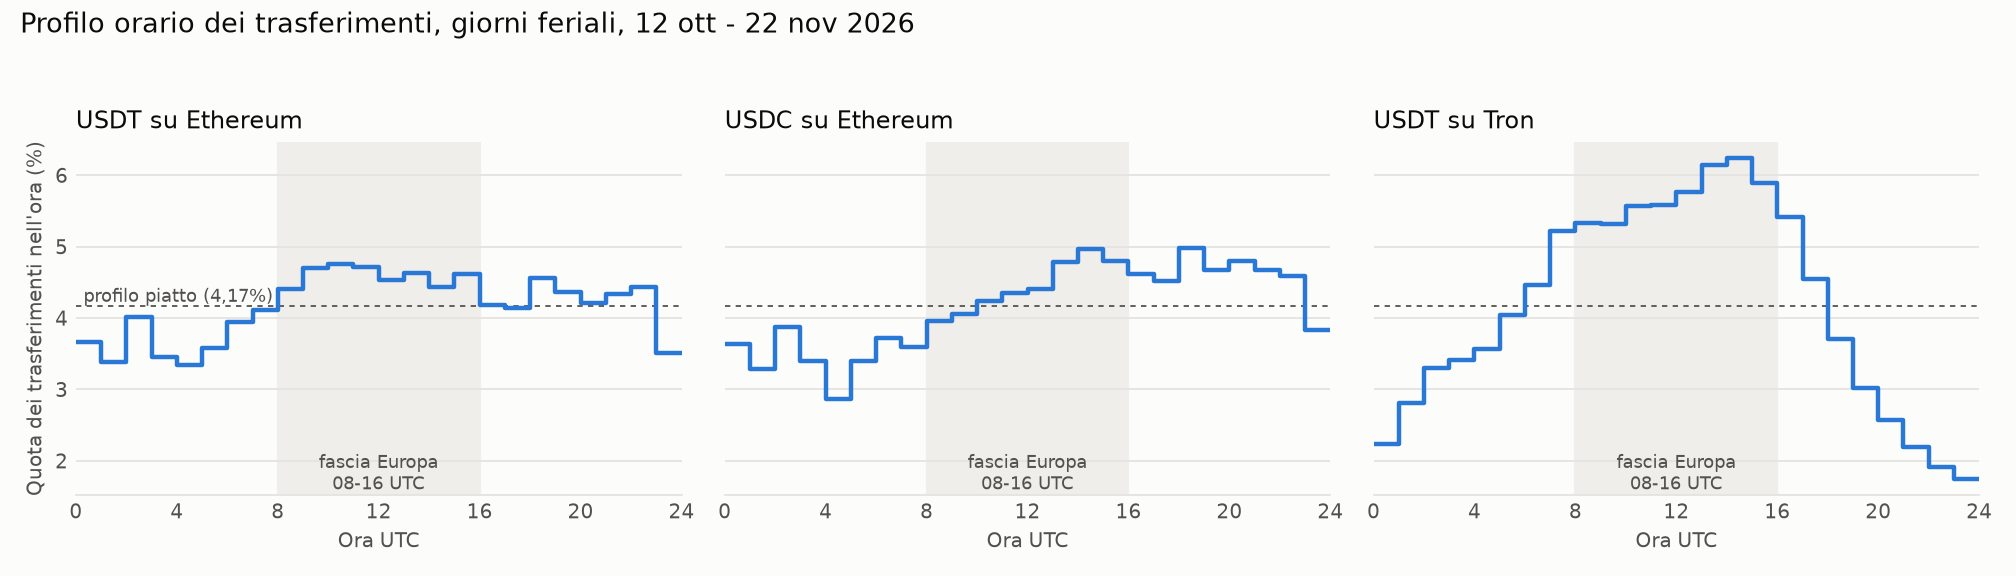 Profilo orario dei trasferimenti, giorni feriali, 12 ott - 22 nov 2026
USDT su Ethereum
USDC su Ethereum
USDT su Tron
Quota dei trasferimenti nell'ora (%)
6
5
4
3
2
profilo piatto (4,17%)
fascia Europa
08-16 UTC
fascia Europa
08-16 UTC
fascia Europa
08-16 UTC
0 4 8 12 16 20 24
0 4 8 12 16 20 24
0 4 8 12 16 20 24
Ora UTC
Ora UTC
Ora UTC